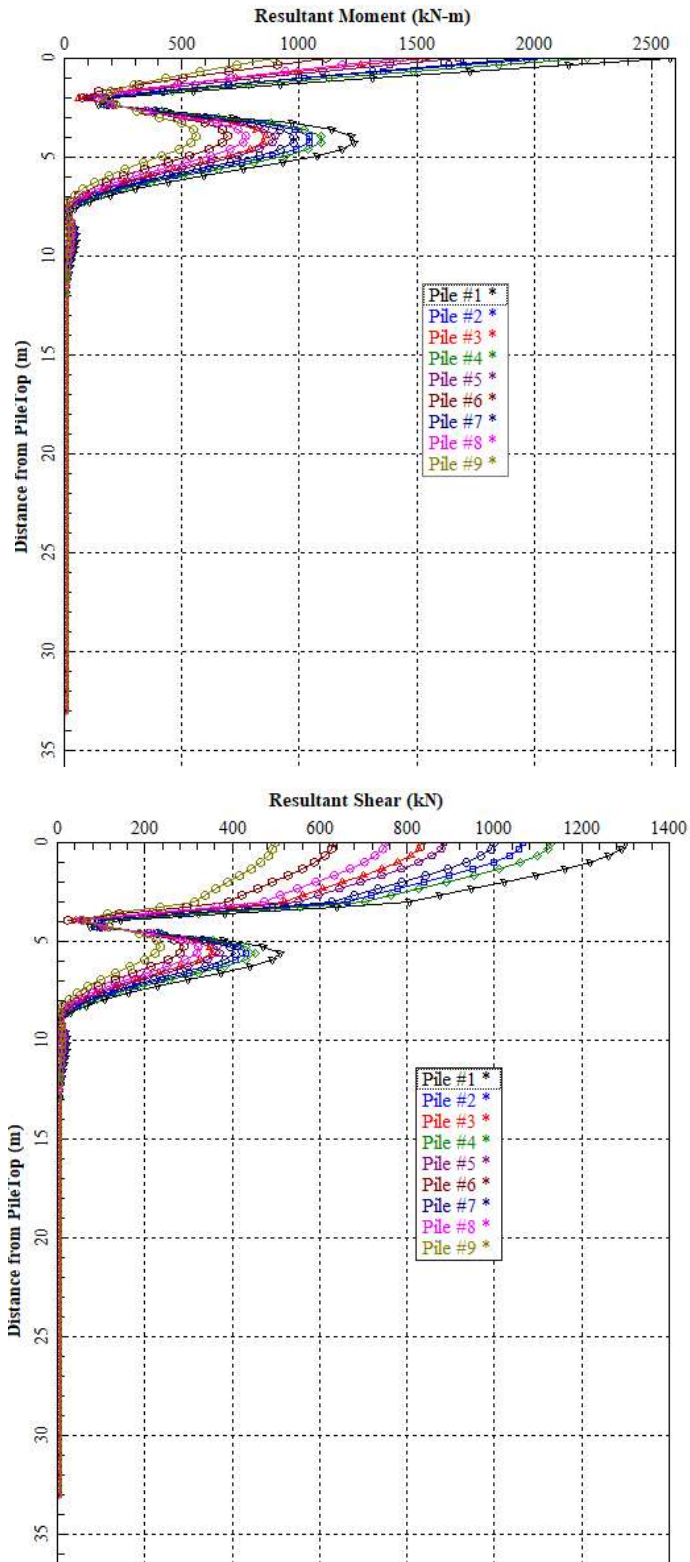 Resultant Moment (kN-m)
0 500 1000 1500 2000 2500
0
5
10
15
20
25
30
35
Distance from PileTop (m)
Pile #1 *
Pile #2 *
Pile #3 *
Pile #4 *
Pile #5 *
Pile #6 *
Pile #7 *
Pile #8 *
Pile #9 *
Resultant Shear (kN)
0 200 400 600 800 1000 1200 1400
0
5
10
15
20
25
30
35
Distance from PileTop (m)
Pile #1 *
Pile #2 *
Pile #3 *
Pile #4 *
Pile #5 *
Pile #6 *
Pile #7 *
Pile #8 *
Pile #9 *